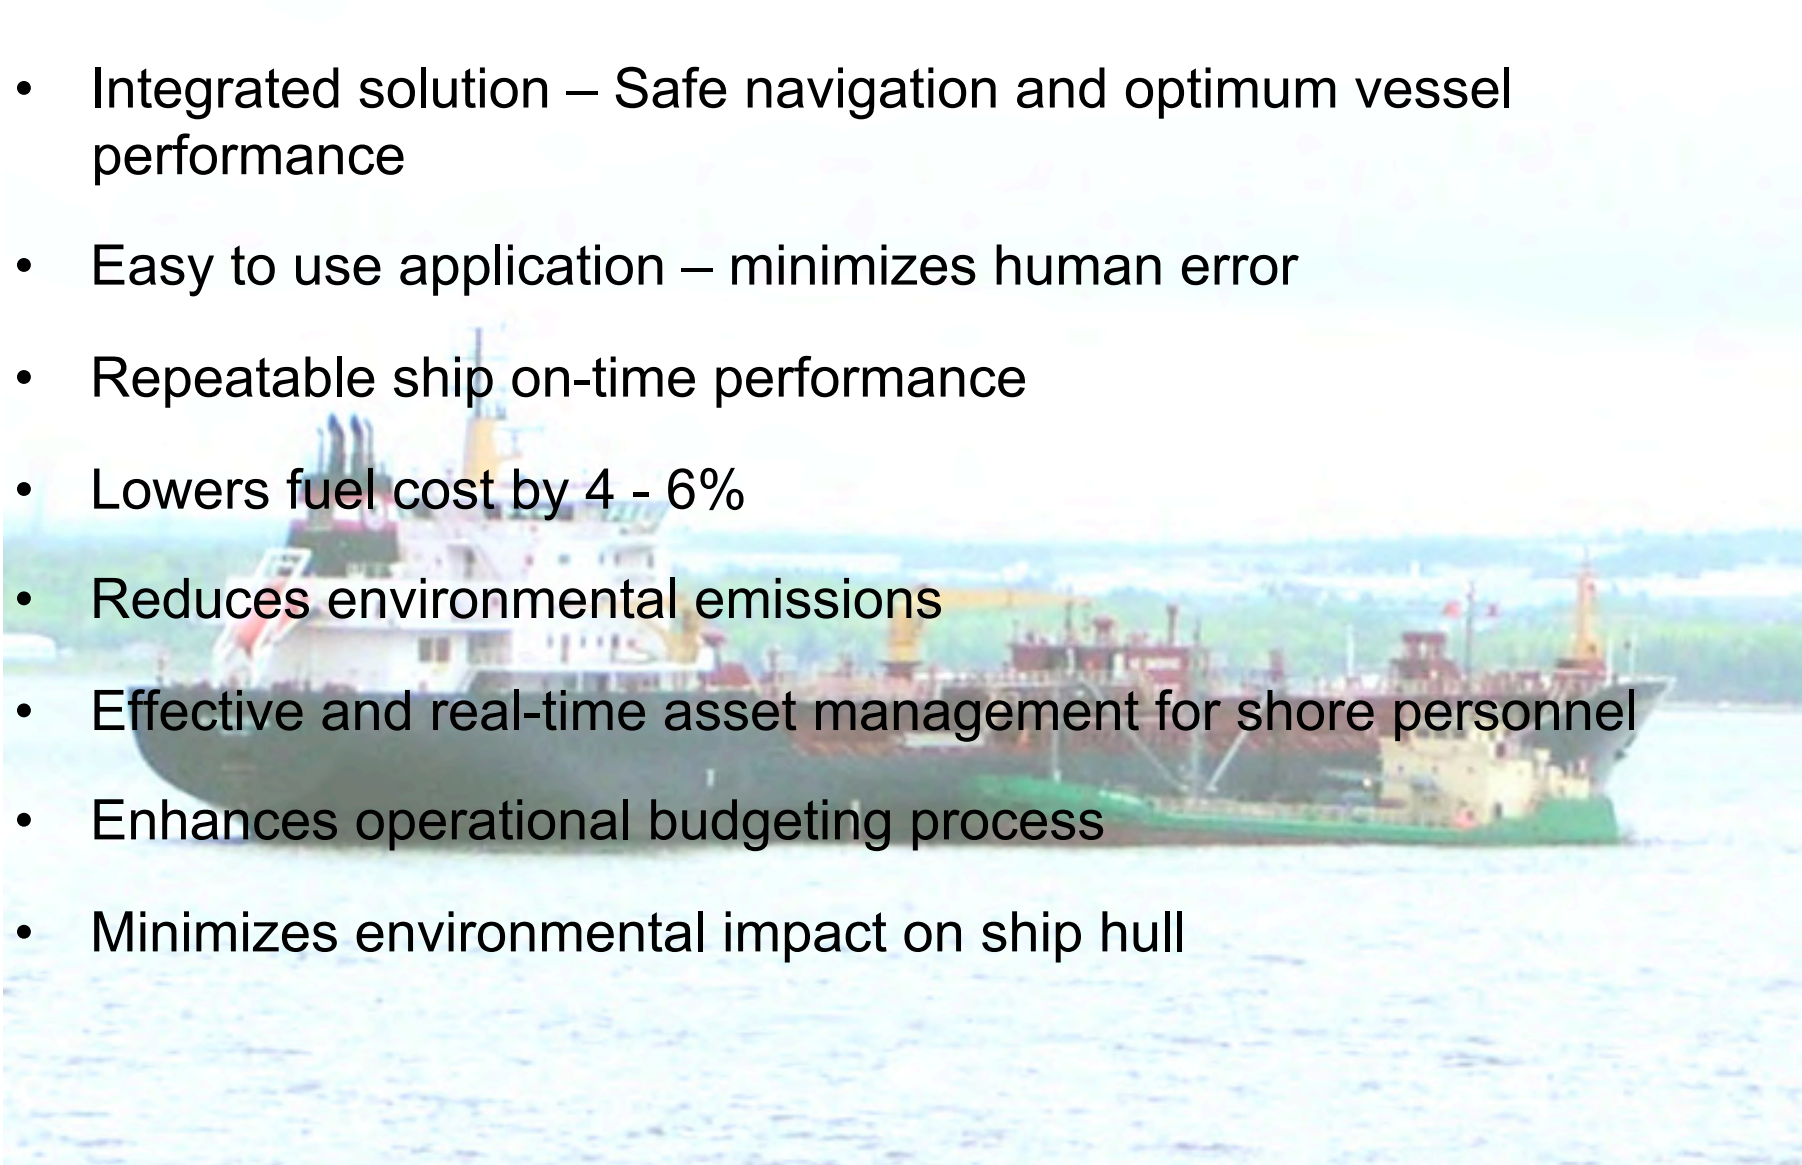 • Integrated solution – Safe navigation and optimum vessel
performance
• Easy to use application – minimizes human error
• Repeatable ship on-time performance
• Lowers fuel cost by 4 - 6%
• Reduces environmental emissions
• Effective and real-time asset management for shore personnel
• Enhances operational budgeting process
• Minimizes environmental impact on ship hull